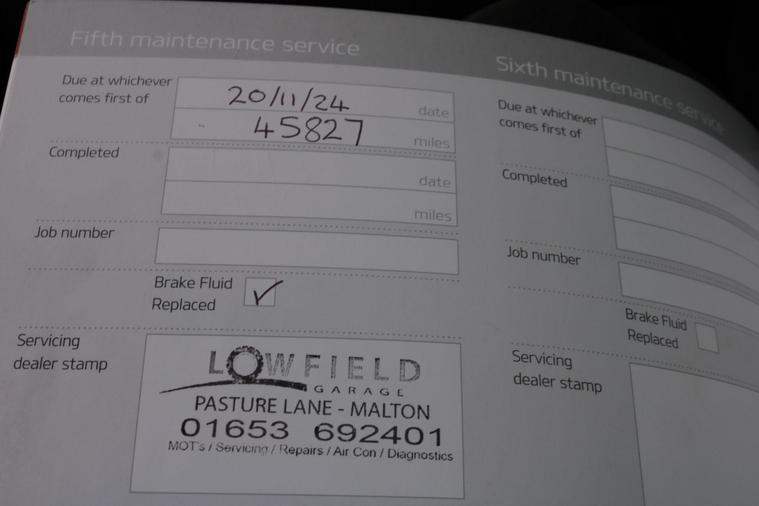 Fifth maintenance service
Due at whichever
comes first of
20/11/24
date
45827
miles
Completed
date
miles
Job number
Brake Fluid
Replaced
Servicing
dealer stamp
LOWFIELD
GARAGE
PASTURE LANE - MALTON
01653 692401
MOT's / Servicing / Repairs / Air Con / Diagnostics
Sixth maintenance service
Due at whichever
comes first of
Completed
Job number
Brake Fluid
Replaced
Servicing
dealer stamp